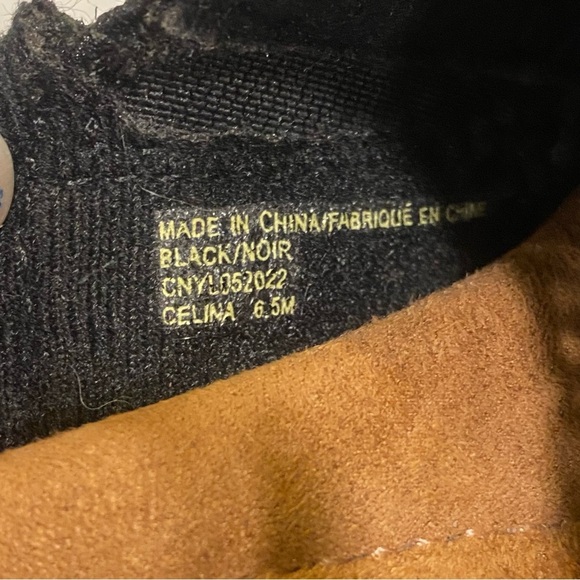 MADE IN CHINA/FABRIQUÉ EN CHINE
BLACK/NOIR
CNYL052022
CELINA 6.5M